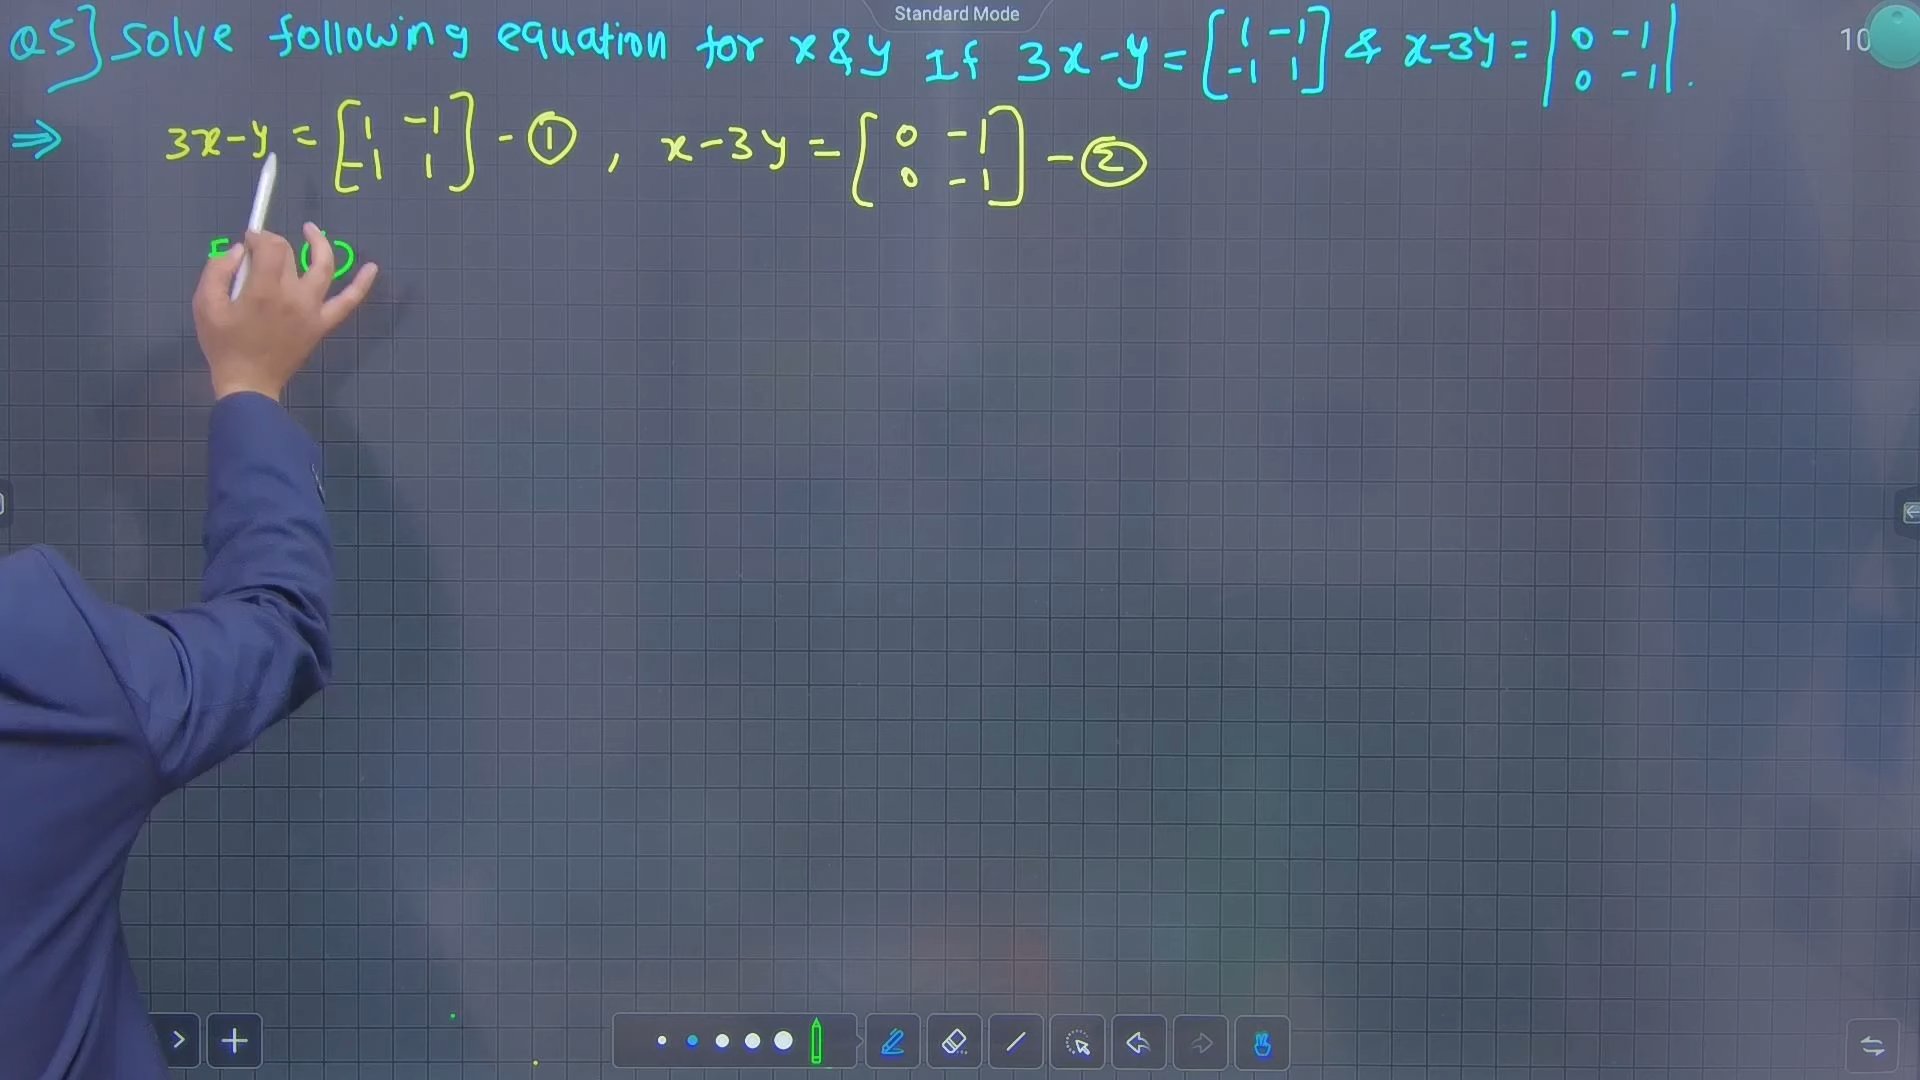 Standard Mode
Q5] Solve following equation for x & y If 3x-y = [1 -1 -1 1] & x-3y = |0 -1 0 -1|.
10
⇒ 3x-y = [1 -1 -1 1] - ①, x-3y = [0 -1 0 -1] - ②